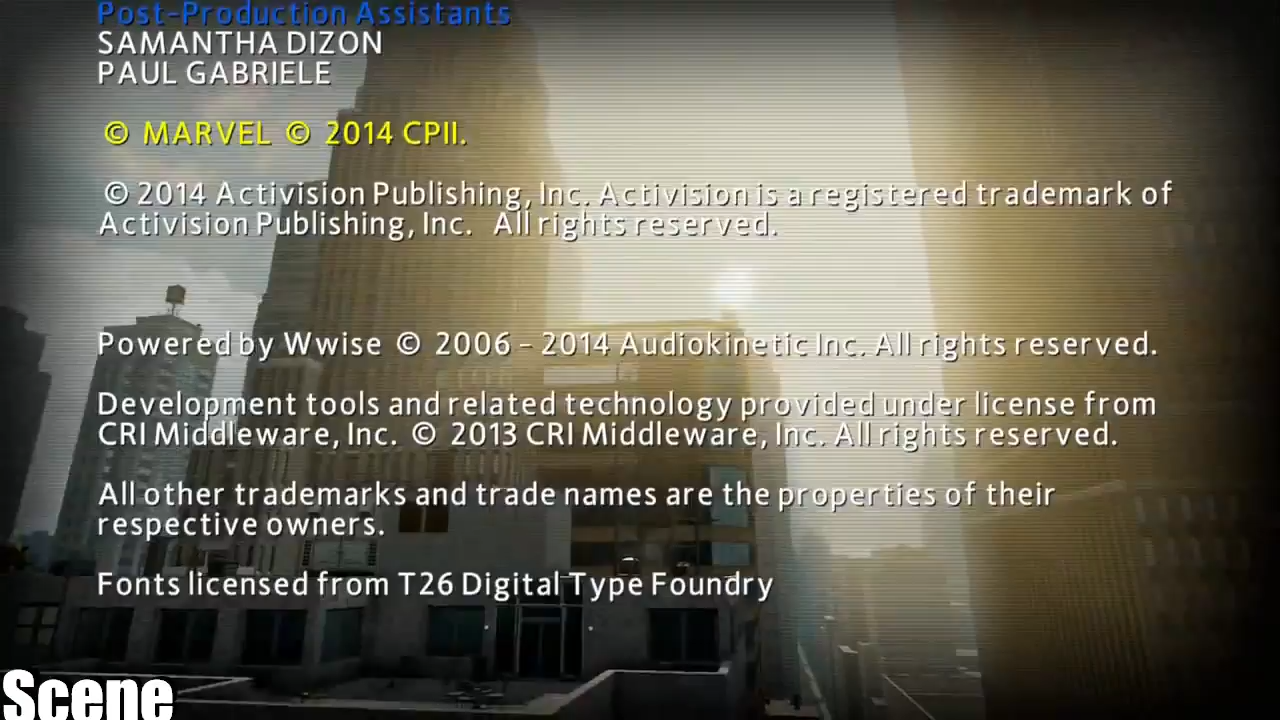 Post-Production Assistants
SAMANTHA DIZON
PAUL GABRIELE
© MARVEL © 2014 CPII.
© 2014 Activision Publishing, Inc. Activision is a registered trademark of
Activision Publishing, Inc. All rights reserved.
Powered by Wwise © 2006 - 2014 Audiokinetic Inc. All rights reserved.
Development tools and related technology provided under license from
CRI Middleware, Inc. © 2013 CRI Middleware, Inc. All rights reserved.
All other trademarks and trade names are the properties of their
respective owners.
Fonts licensed from T26 Digital Type Foundry
Scene